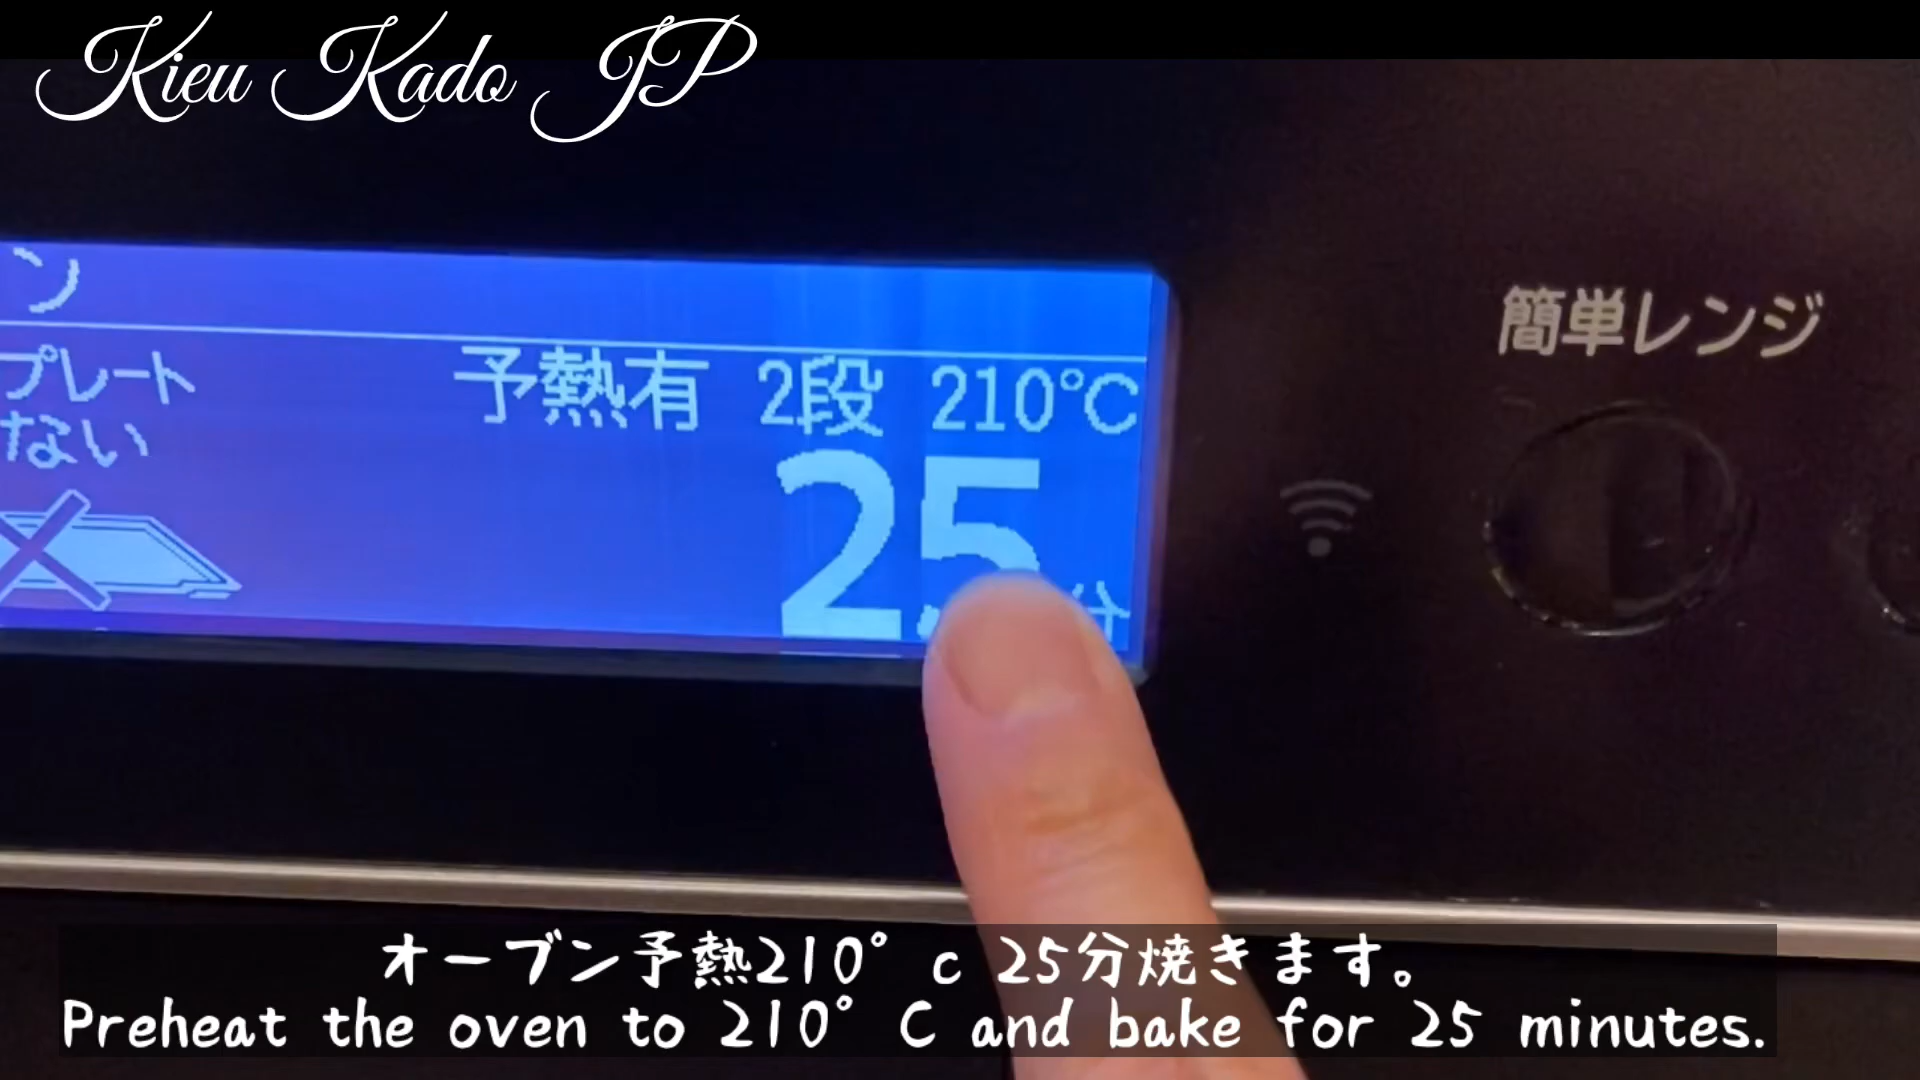 Kieu Kado JP
ン
プレート
ない
予熱有 2段 210℃
25分
簡単レンジ
オーブン予熱210°c 25分焼きます。
Preheat the oven to 210°C and bake for 25 minutes.